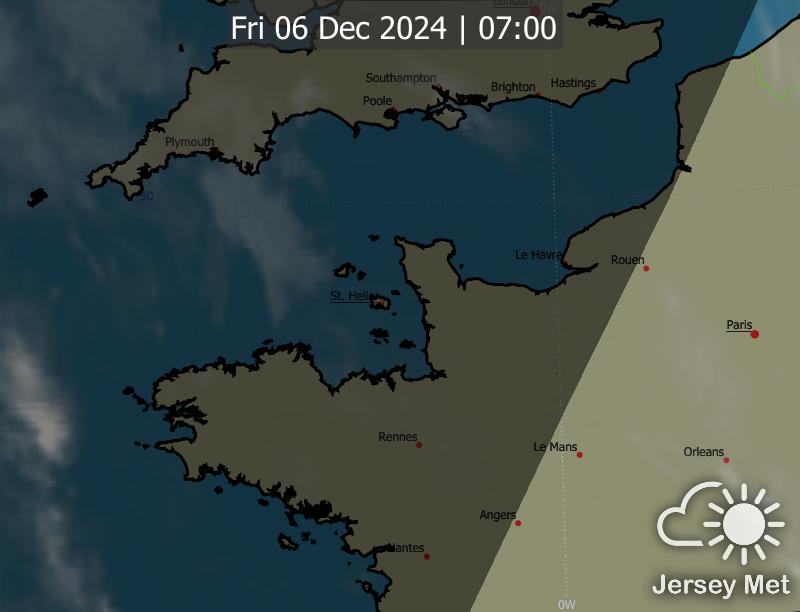 London
0W
Fri 06 Dec 2024 | 07:00
Southampton
Poole
Brighton
Hastings
Plymouth
50
Le Havre
Rouen
St. Helier
Paris
Rennes
Le Mans
Orleans
Angers
Nantes
Jersey Met
0W